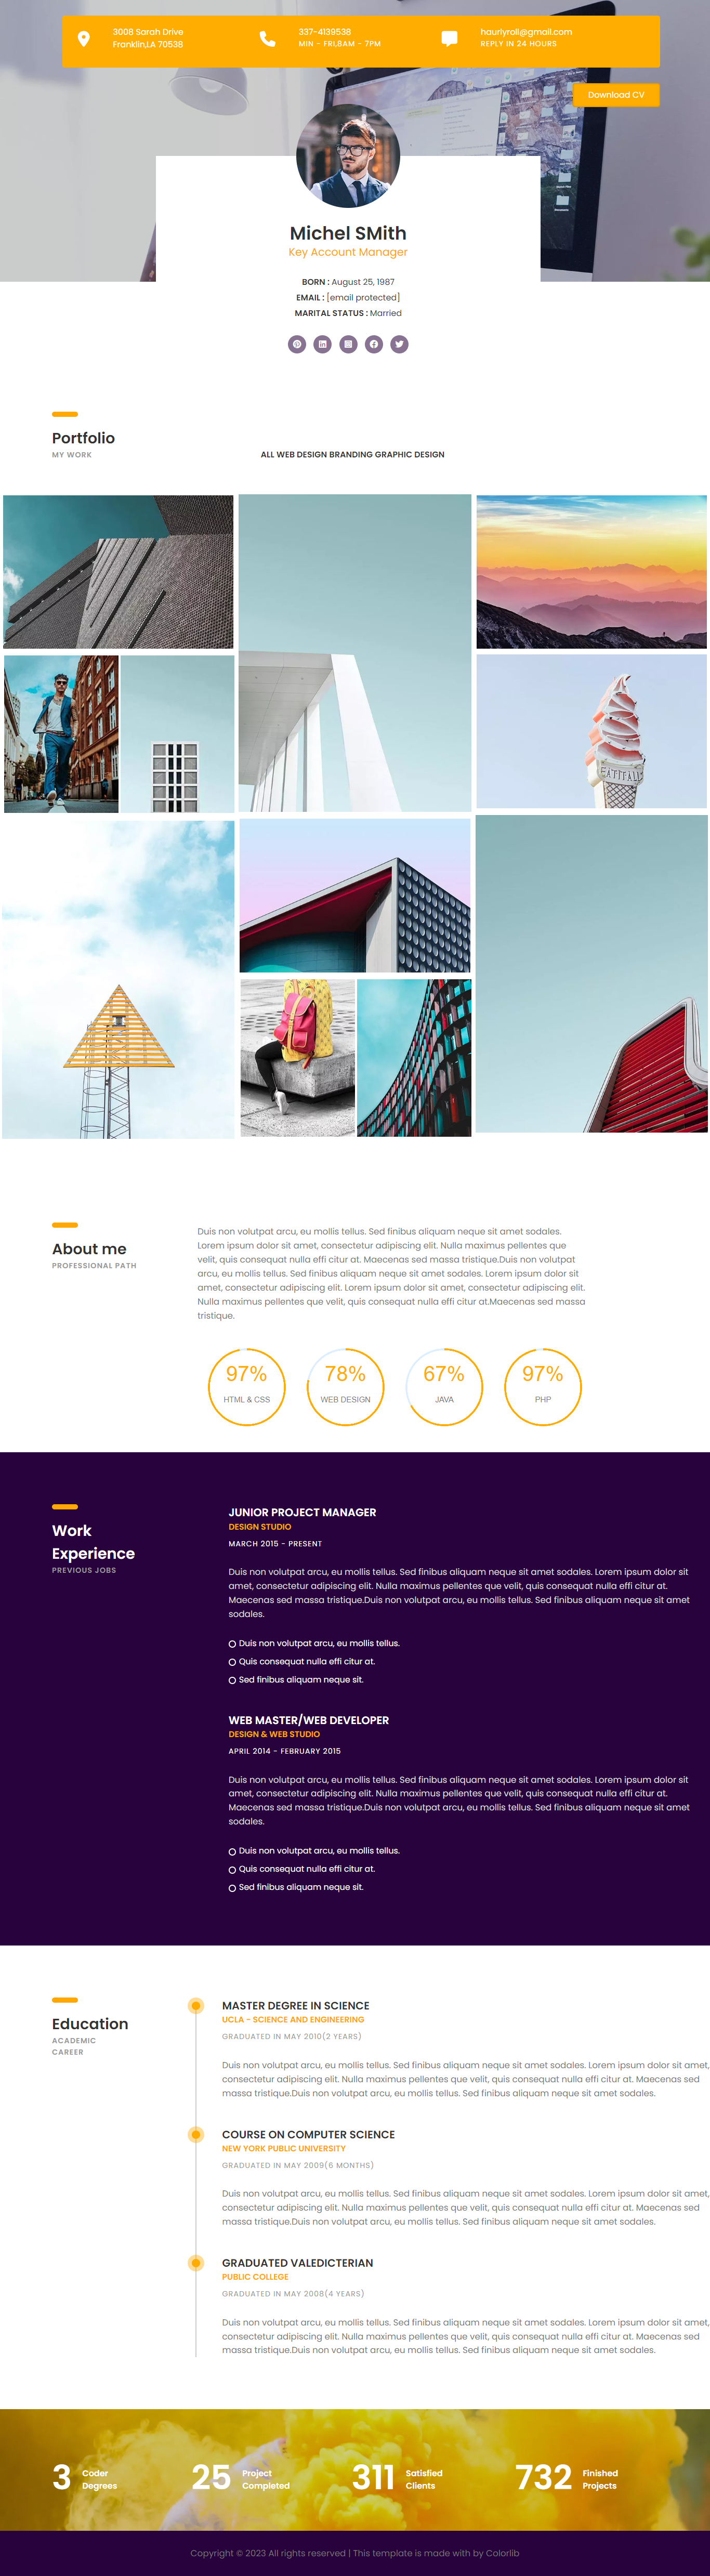 3008 Sarah Drive
Franklin,LA 70538
337-4139538
MIN - FRI,8AM - 7PM
haurlyroll@gmail.com
REPLY IN 24 HOURS
Download CV
Michel SMith
Key Account Manager
BORN : August 25, 1987
EMAIL : [email protected]
MARITAL STATUS : Married
Portfolio
MY WORK
ALL WEB DESIGN BRANDING GRAPHIC DESIGN
EATITALY
About me
PROFESSIONAL PATH
Duis non volutpat arcu, eu mollis tellus. Sed finibus aliquam neque sit amet sodales.
Lorem ipsum dolor sit amet, consectetur adipiscing elit. Nulla maximus pellentes que
velit, quis consequat nulla effi citur at. Maecenas sed massa tristique.Duis non volutpat
arcu, eu mollis tellus. Sed finibus aliquam neque sit amet sodales. Lorem ipsum dolor sit
amet, consectetur adipiscing elit. Lorem ipsum dolor sit amet, consectetur adipiscing elit.
Nulla maximus pellentes que velit, quis consequat nulla effi citur at.Maecenas sed massa
tristique.
97%
HTML & CSS
78%
WEB DESIGN
67%
JAVA
97%
PHP
Work
Experience
PREVIOUS JOBS
JUNIOR PROJECT MANAGER
DESIGN STUDIO
MARCH 2015 - PRESENT
Duis non volutpat arcu, eu mollis tellus. Sed finibus aliquam neque sit amet sodales. Lorem ipsum dolor sit
amet, consectetur adipiscing elit. Nulla maximus pellentes que velit, quis consequat nulla effi citur at.
Maecenas sed massa tristique.Duis non volutpat arcu, eu mollis tellus. Sed finibus aliquam neque sit amet
sodales.
Duis non volutpat arcu, eu mollis tellus.
Quis consequat nulla effi citur at.
Sed finibus aliquam neque sit.
WEB MASTER/WEB DEVELOPER
DESIGN & WEB STUDIO
APRIL 2014 - FEBRUARY 2015
Duis non volutpat arcu, eu mollis tellus. Sed finibus aliquam neque sit amet sodales. Lorem ipsum dolor sit
amet, consectetur adipiscing elit. Nulla maximus pellentes que velit, quis consequat nulla effi citur at.
Maecenas sed massa tristique.Duis non volutpat arcu, eu mollis tellus. Sed finibus aliquam neque sit amet
sodales.
Duis non volutpat arcu, eu mollis tellus.
Quis consequat nulla effi citur at.
Sed finibus aliquam neque sit.
Education
ACADEMIC
CAREER
MASTER DEGREE IN SCIENCE
UCLA - SCIENCE AND ENGINEERING
GRADUATED IN MAY 2010(2 YEARS)
Duis non volutpat arcu, eu mollis tellus. Sed finibus aliquam neque sit amet sodales. Lorem ipsum dolor sit amet,
consectetur adipiscing elit. Nulla maximus pellentes que velit, quis consequat nulla effi citur at. Maecenas sed
massa tristique.Duis non volutpat arcu, eu mollis tellus. Sed finibus aliquam neque sit amet sodales.
COURSE ON COMPUTER SCIENCE
NEW YORK PUBLIC UNIVERSITY
GRADUATED IN MAY 2009(6 MONTHS)
Duis non volutpat arcu, eu mollis tellus. Sed finibus aliquam neque sit amet sodales. Lorem ipsum dolor sit amet,
consectetur adipiscing elit. Nulla maximus pellentes que velit, quis consequat nulla effi citur at. Maecenas sed
massa tristique.Duis non volutpat arcu, eu mollis tellus. Sed finibus aliquam neque sit amet sodales.
GRADUATED VALEDICTERIAN
PUBLIC COLLEGE
GRADUATED IN MAY 2008(4 YEARS)
Duis non volutpat arcu, eu mollis tellus. Sed finibus aliquam neque sit amet sodales. Lorem ipsum dolor sit amet,
consectetur adipiscing elit. Nulla maximus pellentes que velit, quis consequat nulla effi citur at. Maecenas sed
massa tristique.Duis non volutpat arcu, eu mollis tellus. Sed finibus aliquam neque sit amet sodales.
3 Coder
Degrees
25 Project
Completed
311 Satisfied
Clients
732 Finished
Projects
Copyright © 2023 All rights reserved | This template is made with by Colorlib